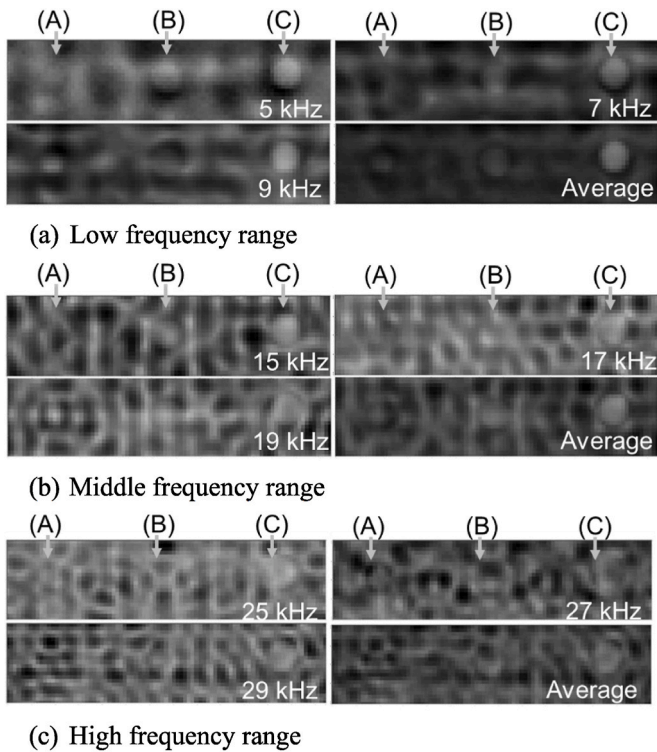 (A) (B) (C) (A) (B) (C)
5 kHz 7 kHz
9 kHz Average
(a) Low frequency range
(A) (B) (C) (A) (B) (C)
15 kHz 17 kHz
19 kHz Average
(b) Middle frequency range
(A) (B) (C) (A) (B) (C)
25 kHz 27 kHz
29 kHz Average
(c) High frequency range